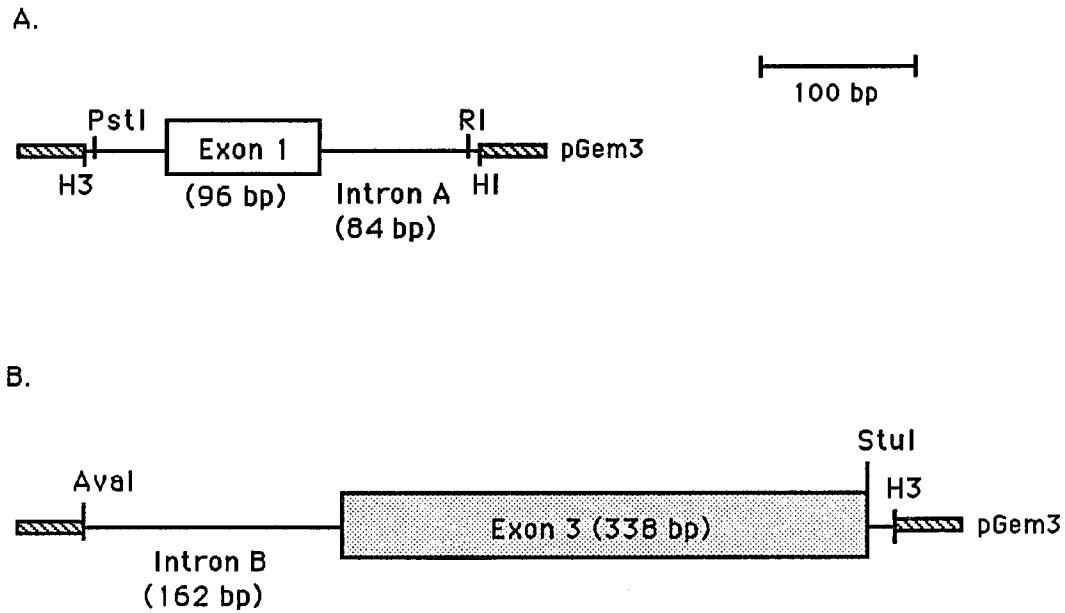 A.
100 bp
PstI
RI
Exon 1
pGem3
H3
(96 bp)
Intron A
(84 bp)
HI
B.
StuI
AvaI
H3
Exon 3 (338 bp)
pGem3
Intron B
(162 bp)